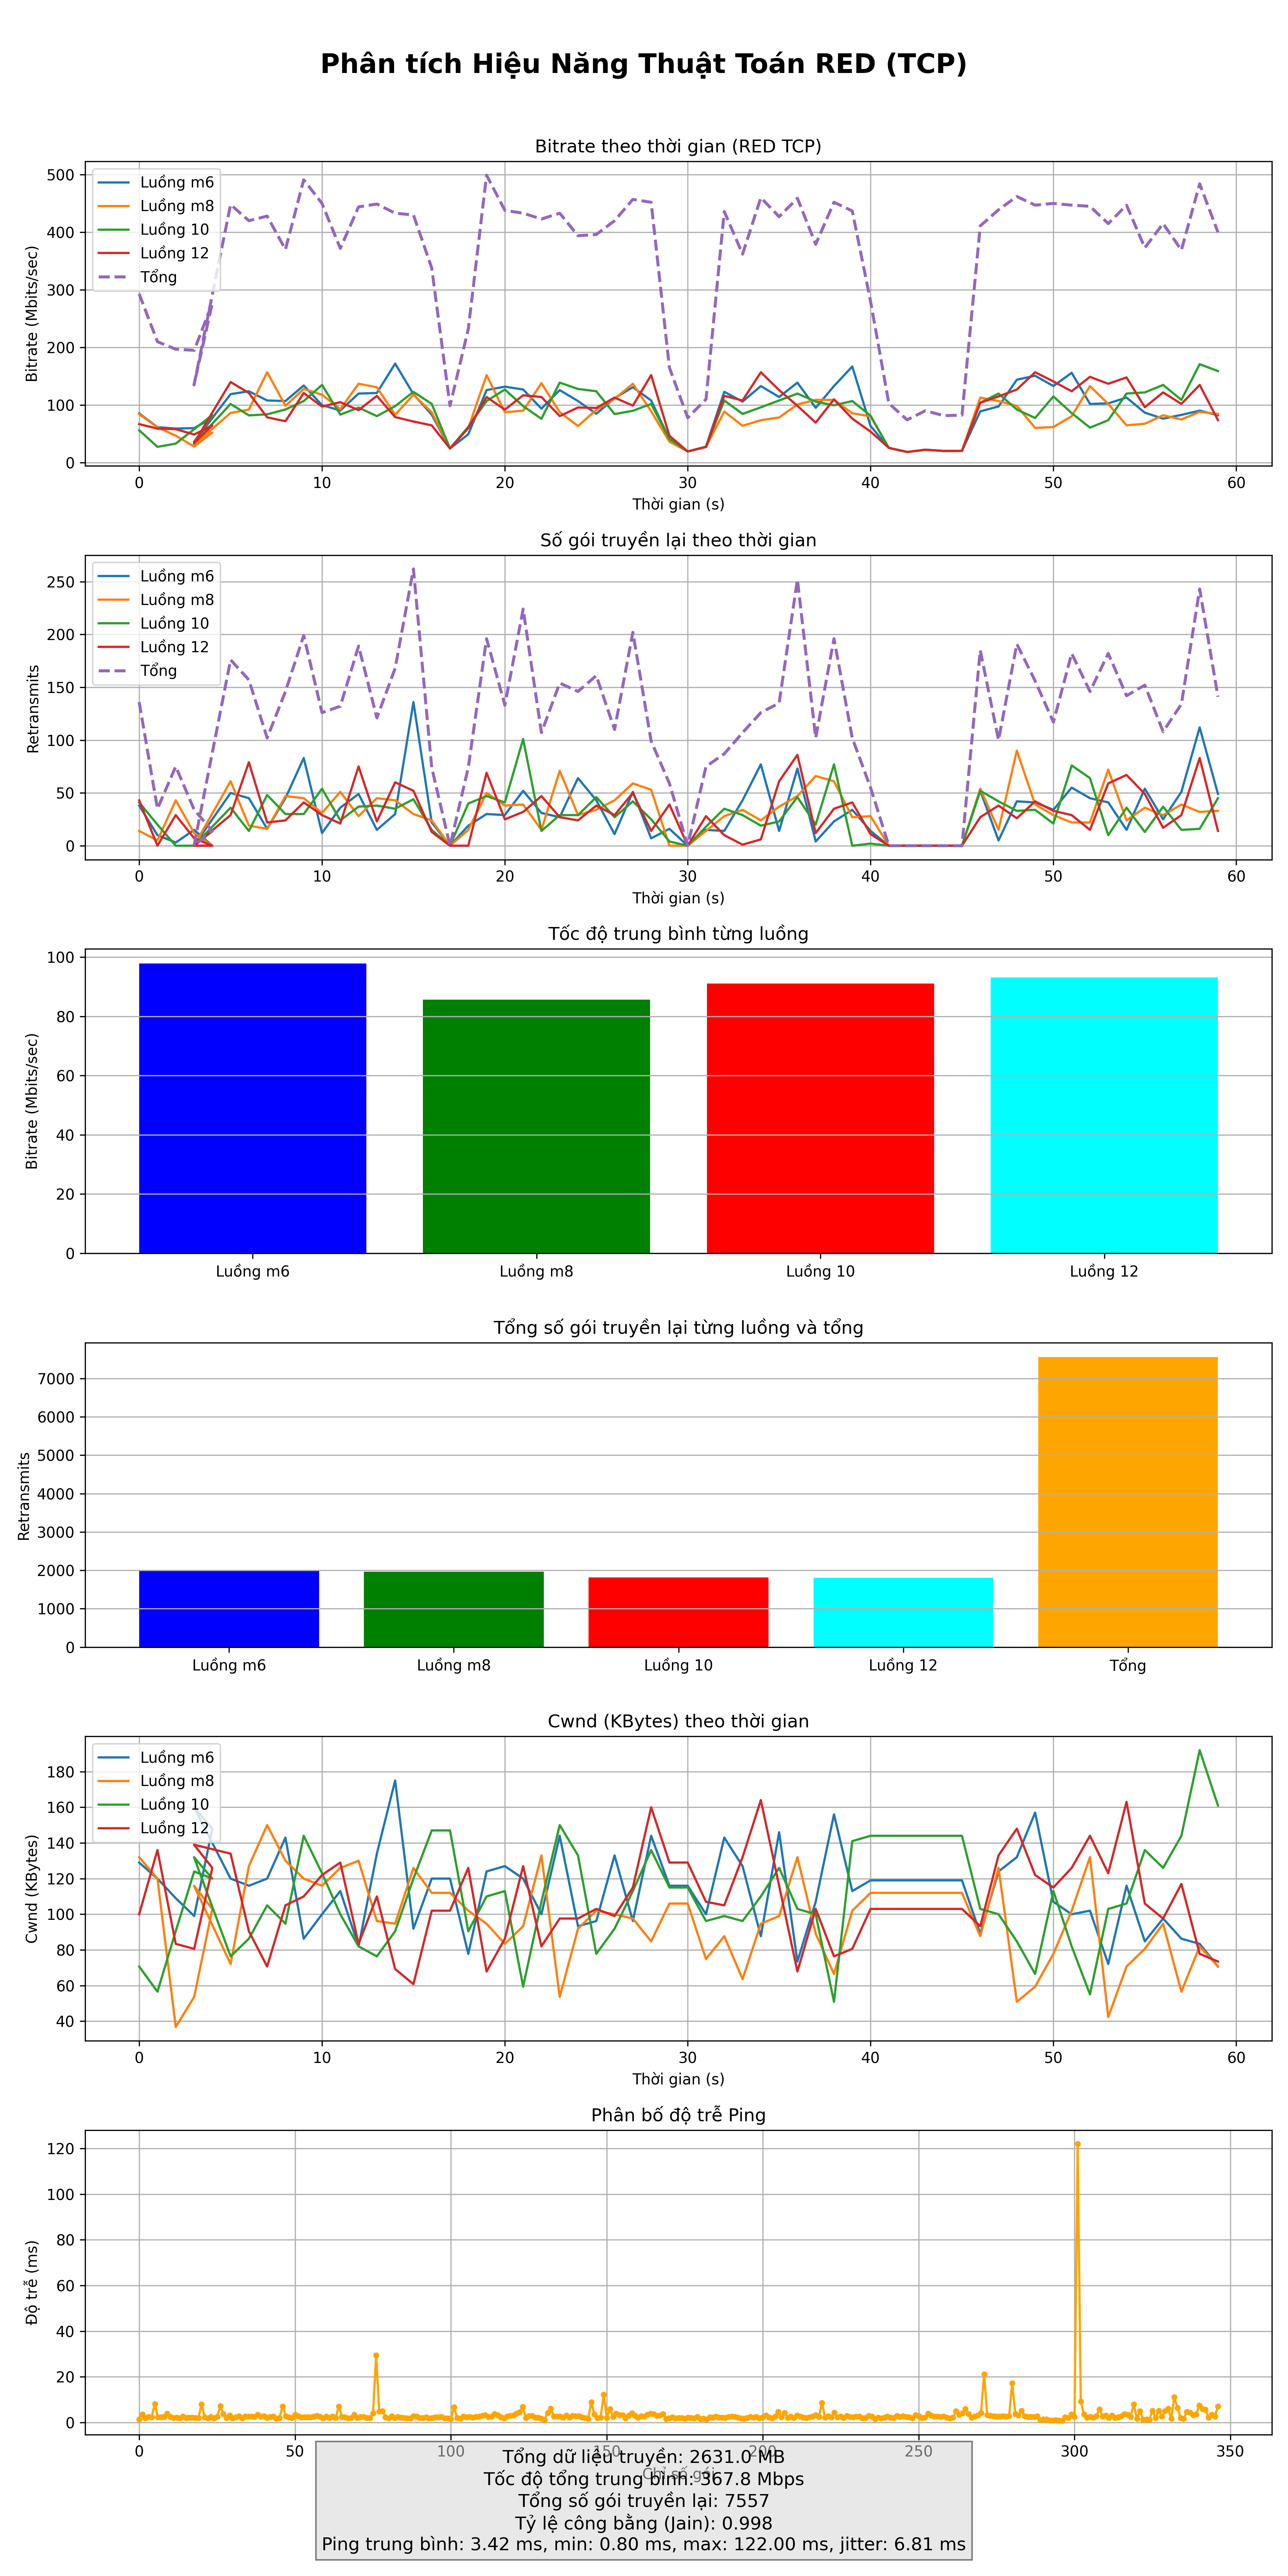 Phân tích Hiệu Năng Thuật Toán RED (TCP)
Bitrate theo thời gian (RED TCP)
Bitrate (Mbits/sec)
500
400
300
200
100
0
Luồng m6
Luồng m8
Luồng 10
Luồng 12
Tổng
0 10 20 30 40 50 60
Thời gian (s)
Số gói truyền lại theo thời gian
Retransmits
250
200
150
100
50
0
Luồng m6
Luồng m8
Luồng 10
Luồng 12
Tổng
0 10 20 30 40 50 60
Thời gian (s)
Tốc độ trung bình từng luồng
Bitrate (Mbits/sec)
100
80
60
40
20
0
Luồng m6 Luồng m8 Luồng 10 Luồng 12
Tổng số gói truyền lại từng luồng và tổng
Retransmits
7000
6000
5000
4000
3000
2000
1000
0
Luồng m6 Luồng m8 Luồng 10 Luồng 12 Tổng
Cwnd (KBytes) theo thời gian
Cwnd (KBytes)
180
160
140
120
100
80
60
40
Luồng m6
Luồng m8
Luồng 10
Luồng 12
0 10 20 30 40 50 60
Thời gian (s)
Phân bố độ trễ Ping
Độ trễ (ms)
120
100
80
60
40
20
0
0 50 100 150 200 250 300 350
Chỉ số gói
Tổng dữ liệu truyền: 2631.0 MB
Tốc độ tổng trung bình: 367.8 Mbps
Tổng số gói truyền lại: 7557
Tỷ lệ công bằng (Jain): 0.998
Ping trung bình: 3.42 ms, min: 0.80 ms, max: 122.00 ms, jitter: 6.81 ms